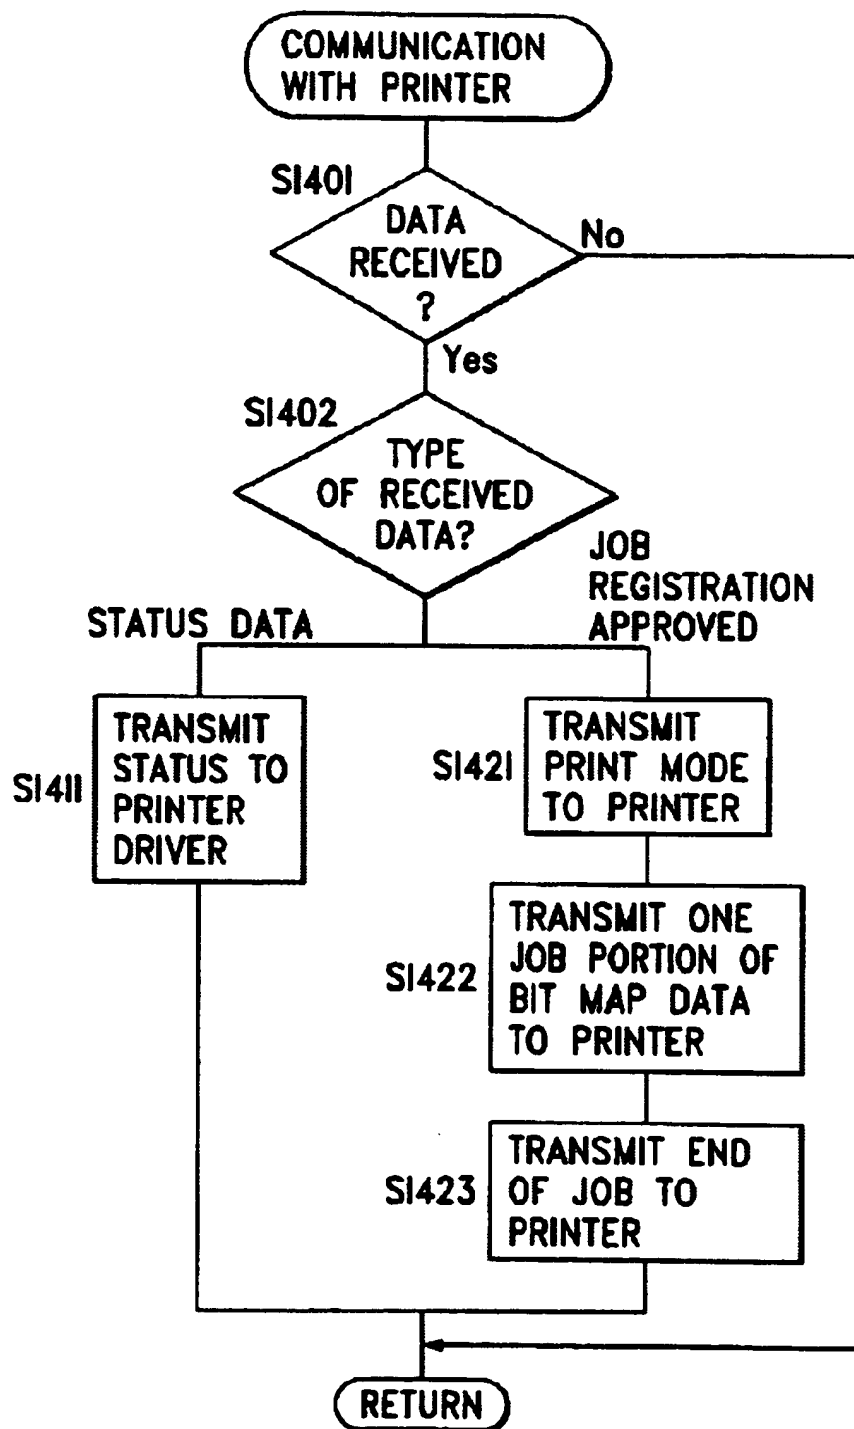 COMMUNICATION
WITH PRINTER
S1401
DATA
RECEIVED
?
No
Yes
S1402
TYPE
OF RECEIVED
DATA?
JOB
REGISTRATION
APPROVED
STATUS DATA
S1411
TRANSMIT
STATUS TO
PRINTER
DRIVER
S1421
TRANSMIT
PRINT MODE
TO PRINTER
S1422
TRANSMIT ONE
JOB PORTION OF
BIT MAP DATA
TO PRINTER
S1423
TRANSMIT END
OF JOB TO
PRINTER
RETURN